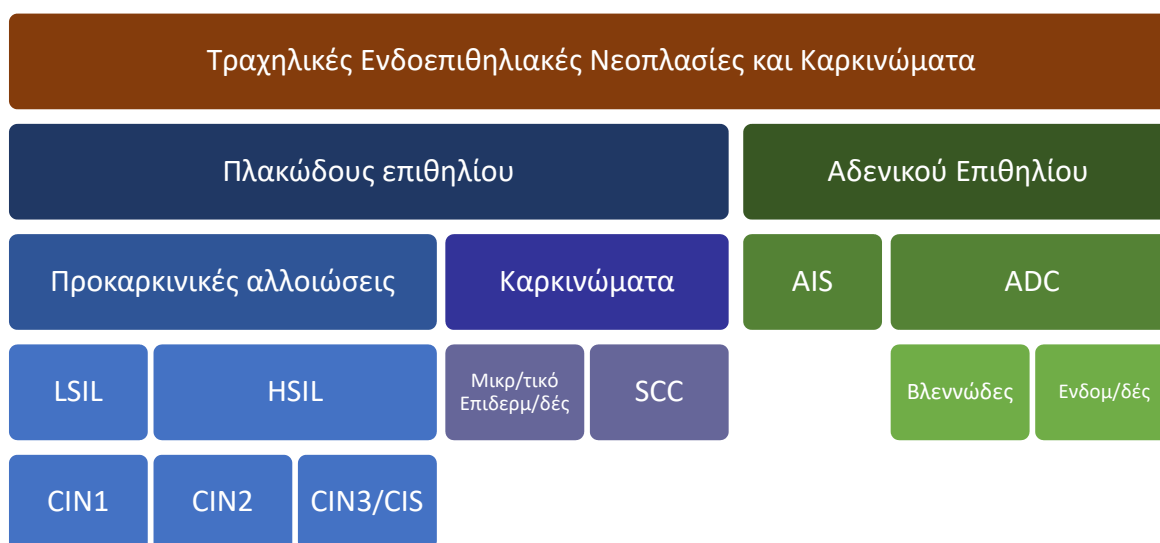 Τραχηλικές Ενδοεπιθηλιακές Νεοπλασίες και Καρκινώματα
Πλακώδους επιθηλίου
Αδενικού Επιθηλίου
Προκαρκινικές αλλοιώσεις
Καρκινώματα
AIS
ADC
LSIL
HSIL
Μικρ/τικό
Επιδερμ/δές
SCC
Βλεννώδες
Ενδομ/δές
CIN1
CIN2
CIN3/CIS